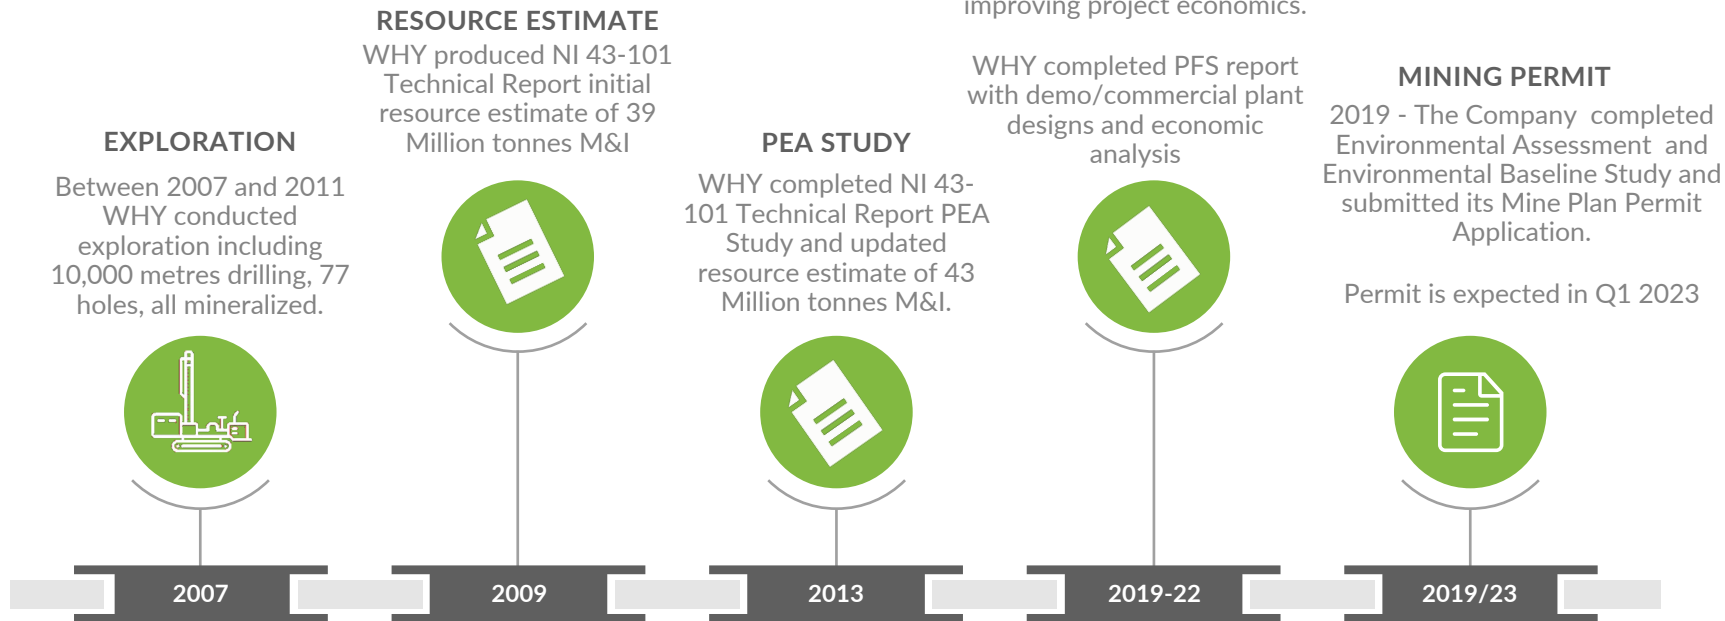 EXPLORATION
Between 2007 and 2011
WHY conducted
exploration including
10,000 metres drilling, 77
holes, all mineralized.
RESOURCE ESTIMATE
WHY produced NI 43-101
Technical Report initial
resource estimate of 39
Million tonnes M&I
PEA STUDY
WHY completed NI 43-
101 Technical Report PEA
Study and updated
resource estimate of 43
Million tonnes M&I.
improving project economics.
WHY completed PFS report
with demo/commercial plant
designs and economic
analysis
MINING PERMIT
2019 - The Company completed
Environmental Assessment and
Environmental Baseline Study and
submitted its Mine Plan Permit
Application.
Permit is expected in Q1 2023
2007
2009
2013
2019-22
2019/23